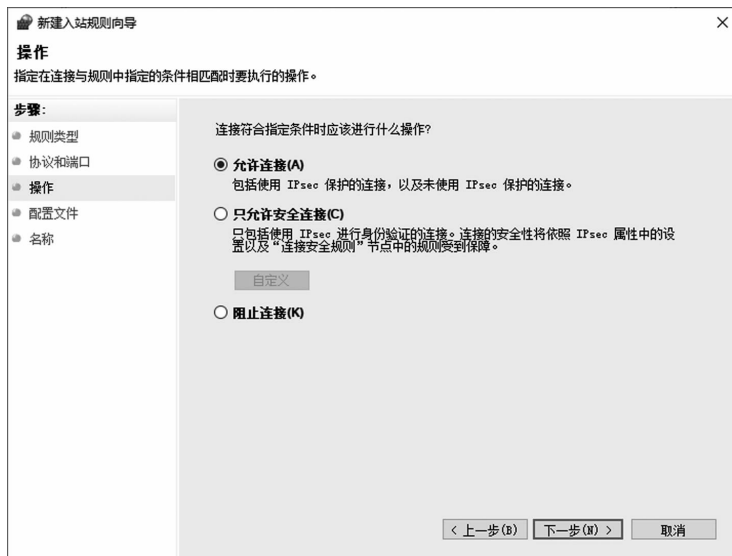 新建入站规则向导
操作
指定在连接与规则中指定的条件相匹配时要执行的操作。
步骤:
规则类型
协议和端口
操作
配置文件
名称
连接符合指定条件时应该进行什么操作?
允许连接(A)
包括使用 IPsec 保护的连接，以及未使用 IPsec 保护的连接。
只允许安全连接(C)
只包括使用 IPsec 进行身份验证的连接。连接的安全性将依照 IPsec 属性中的设
置以及“连接安全规则”节点中的规则受到保障。
自定义
阻止连接(K)
< 上一步(B)
下一步(N) >
取消